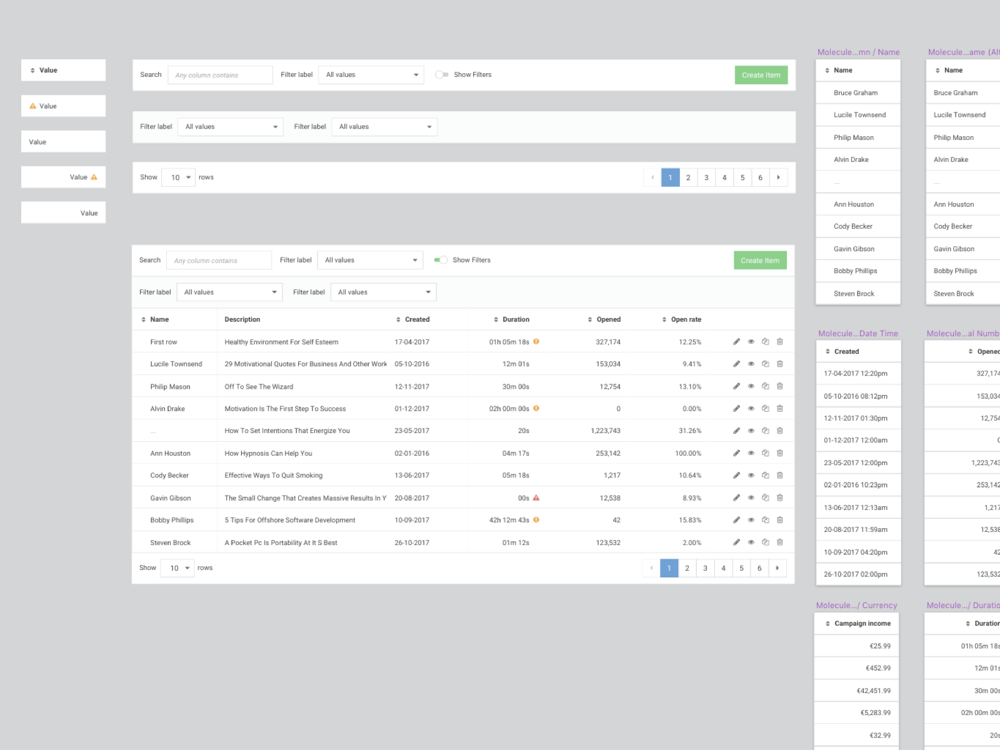 Value
Value
Value
Value
Value
Search Any column contains Filter label All values Show Filters Create Item
Filter label All values Filter label All values
Show 10 rows 1 2 3 4 5 6
Search Any column contains Filter label All values Show Filters Create Item
Filter label All values Filter label All values
Name Description Created Duration Opened Open rate
First row Healthy Environment For Self Esteem 17-04-2017 01h 05m 18s 327,174 12.25%
Lucile Townsend 29 Motivational Quotes For Business And Other Work 05-10-2016 12m 01s 153,034 9.41%
Philip Mason Off To See The Wizard 12-11-2017 30m 00s 12,754 13.10%
Alvin Drake Motivation Is The First Step To Success 01-12-2017 02h 00m 00s 0 0.00%
__ How To Set Intentions That Energize You 23-05-2017 20s 1,223,743 31.26%
Ann Houston How Hypnosis Can Help You 02-01-2016 04m 17s 253,142 100.00%
Cody Becker Effective Ways To Quit Smoking 13-06-2017 05m 18s 1,217 10.64%
Gavin Gibson The Small Change That Creates Massive Results In Y 20-08-2017 00s 12,538 8.93%
Bobby Phillips 5 Tips For Offshore Software Development 10-09-2017 42h 12m 43s 42 15.83%
Steven Brock A Pocket Pc Is Portability At It S Best 26-10-2017 01m 12s 123,532 2.00%
Show 10 rows 1 2 3 4 5 6
Molecule...mn / Name
Name
Bruce Graham
Lucile Townsend
Philip Mason
Alvin Drake
__
Ann Houston
Cody Becker
Gavin Gibson
Bobby Phillips
Steven Brock
Molecule...ame (Alt
Name
Bruce Graham
Lucile Townsend
Philip Mason
Alvin Drake
__
Ann Houston
Cody Becker
Gavin Gibson
Bobby Phillips
Steven Brock
Molecule...Date Time
Created
17-04-2017 12:20pm
05-10-2016 08:12pm
12-11-2017 01:30pm
01-12-2017 12:00am
23-05-2017 12:00pm
02-01-2016 10:23pm
13-06-2017 12:13am
20-08-2017 11:59am
10-09-2017 04:20pm
26-10-2017 02:00pm
Molecule...al Numb
Opened
327,174
153,034
12,754
0
1,223,743
253,142
1,217
12,538
42
123,532
Molecule.../ Currency
Campaign income
€25.99
€452.99
€42,451.99
€5,283.99
€32.99
Molecule.../ Duratio
Duration
01h 05m 18s
12m 01s
30m 00s
02h 00m 00s
20s